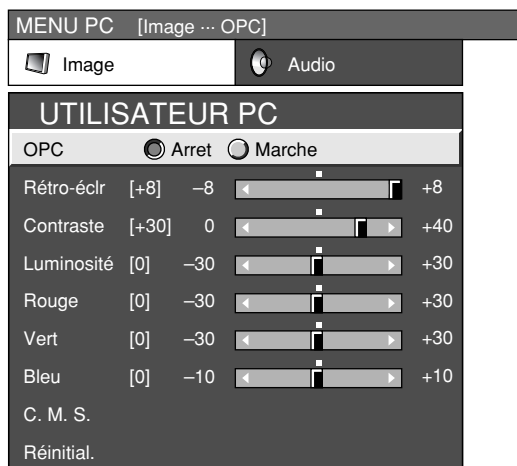 MENU PC [Image ··· OPC]
Image Audio
UTILISATEUR PC
OPC Arret Marche
Rétro-éclr [+8] –8 +8
Contraste [+30] 0 +40
Luminosité [0] –30 +30
Rouge [0] –30 +30
Vert [0] –30 +30
Bleu [0] –10 +10
C. M. S.
Réinitial.